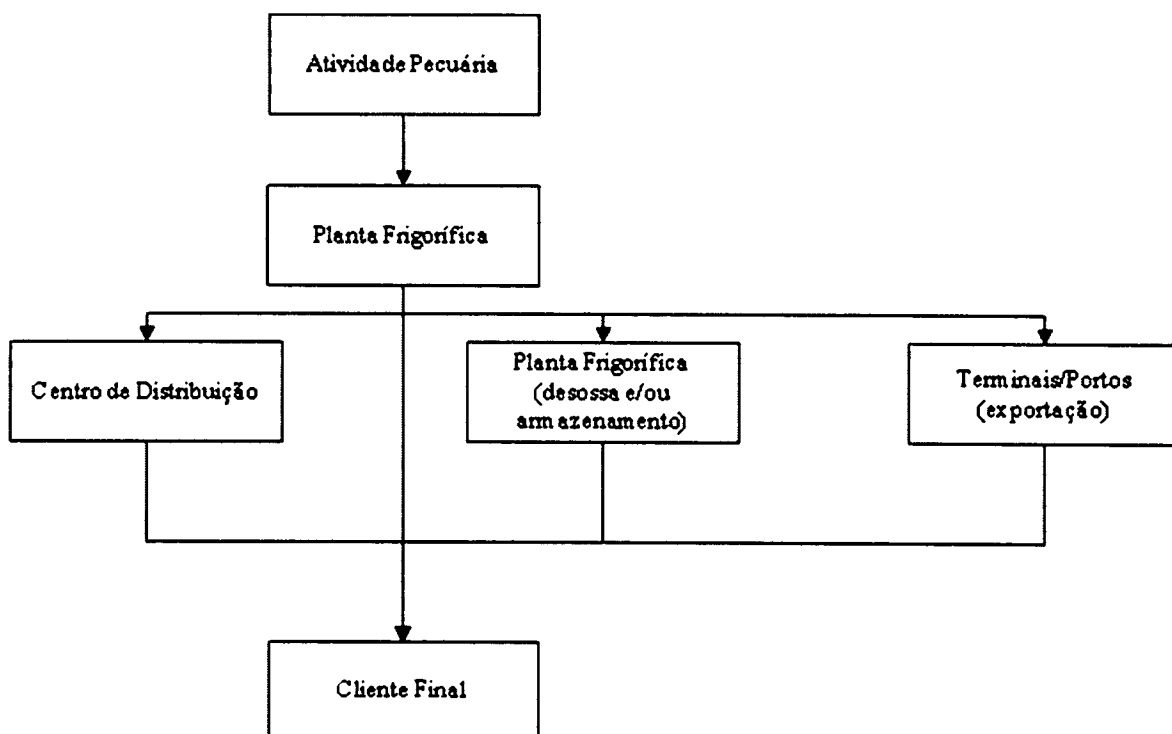 Atividade Pecuária
Planta Frigorífica
Centro de Distribuição
Planta Frigorífica
(desossa e/ou
armazenamento)
Terminais/Portos
(exportação)
Cliente Final